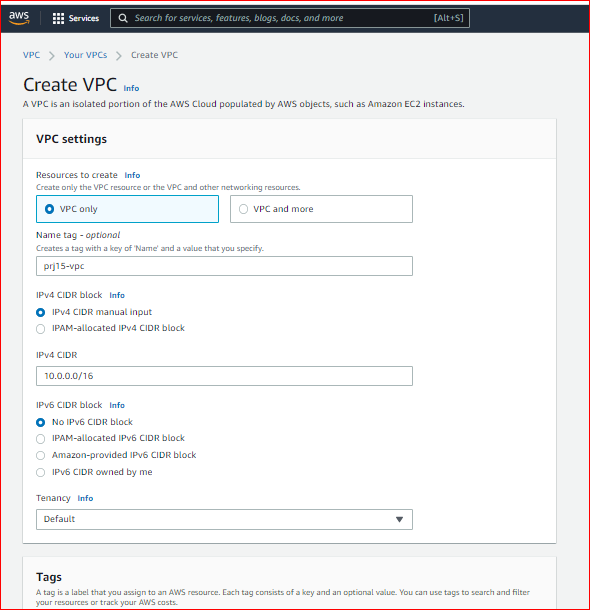 aws
Services
Search for services, features, blogs, docs, and more
[Alt+S]
VPC > Your VPCs > Create VPC
Create VPC Info
A VPC is an isolated portion of the AWS Cloud populated by AWS objects, such as Amazon EC2 instances.
VPC settings
Resources to create Info
Create only the VPC resource or the VPC and other networking resources.
VPC only
VPC and more
Name tag - optional
Creates a tag with a key of 'Name' and a value that you specify.
prj15-vpc
IPv4 CIDR block Info
IPv4 CIDR manual input
IPAM-allocated IPv4 CIDR block
IPv4 CIDR
10.0.0.0/16
IPv6 CIDR block Info
No IPv6 CIDR block
IPAM-allocated IPv6 CIDR block
Amazon-provided IPv6 CIDR block
IPv6 CIDR owned by me
Tenancy Info
Default
Tags
A tag is a label that you assign to an AWS resource. Each tag consists of a key and an optional value. You can use tags to search and filter
your resources or track your AWS costs.